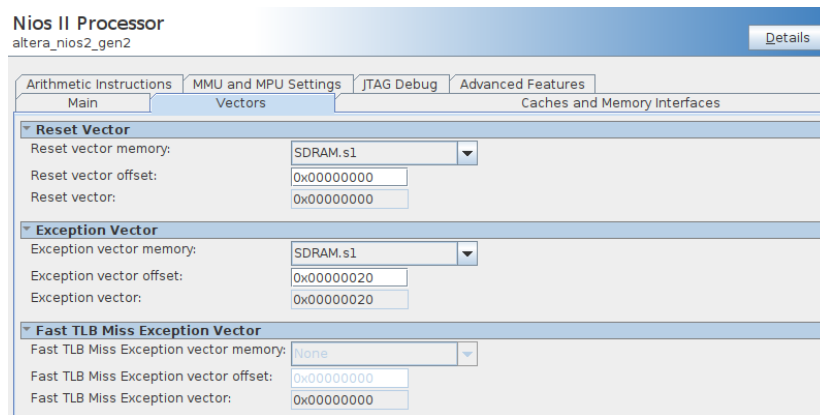 Nios II Processor
altera_nios2_gen2
Details
Arithmetic Instructions MMU and MPU Settings JTAG Debug Advanced Features
Main Vectors Caches and Memory Interfaces
Reset Vector
Reset vector memory: SDRAM.s1
Reset vector offset: 0x00000000
Reset vector: 0x00000000
Exception Vector
Exception vector memory: SDRAM.s1
Exception vector offset: 0x00000020
Exception vector: 0x00000020
Fast TLB Miss Exception Vector
Fast TLB Miss Exception vector memory: None
Fast TLB Miss Exception vector offset: 0x00000000
Fast TLB Miss Exception vector: 0x00000000